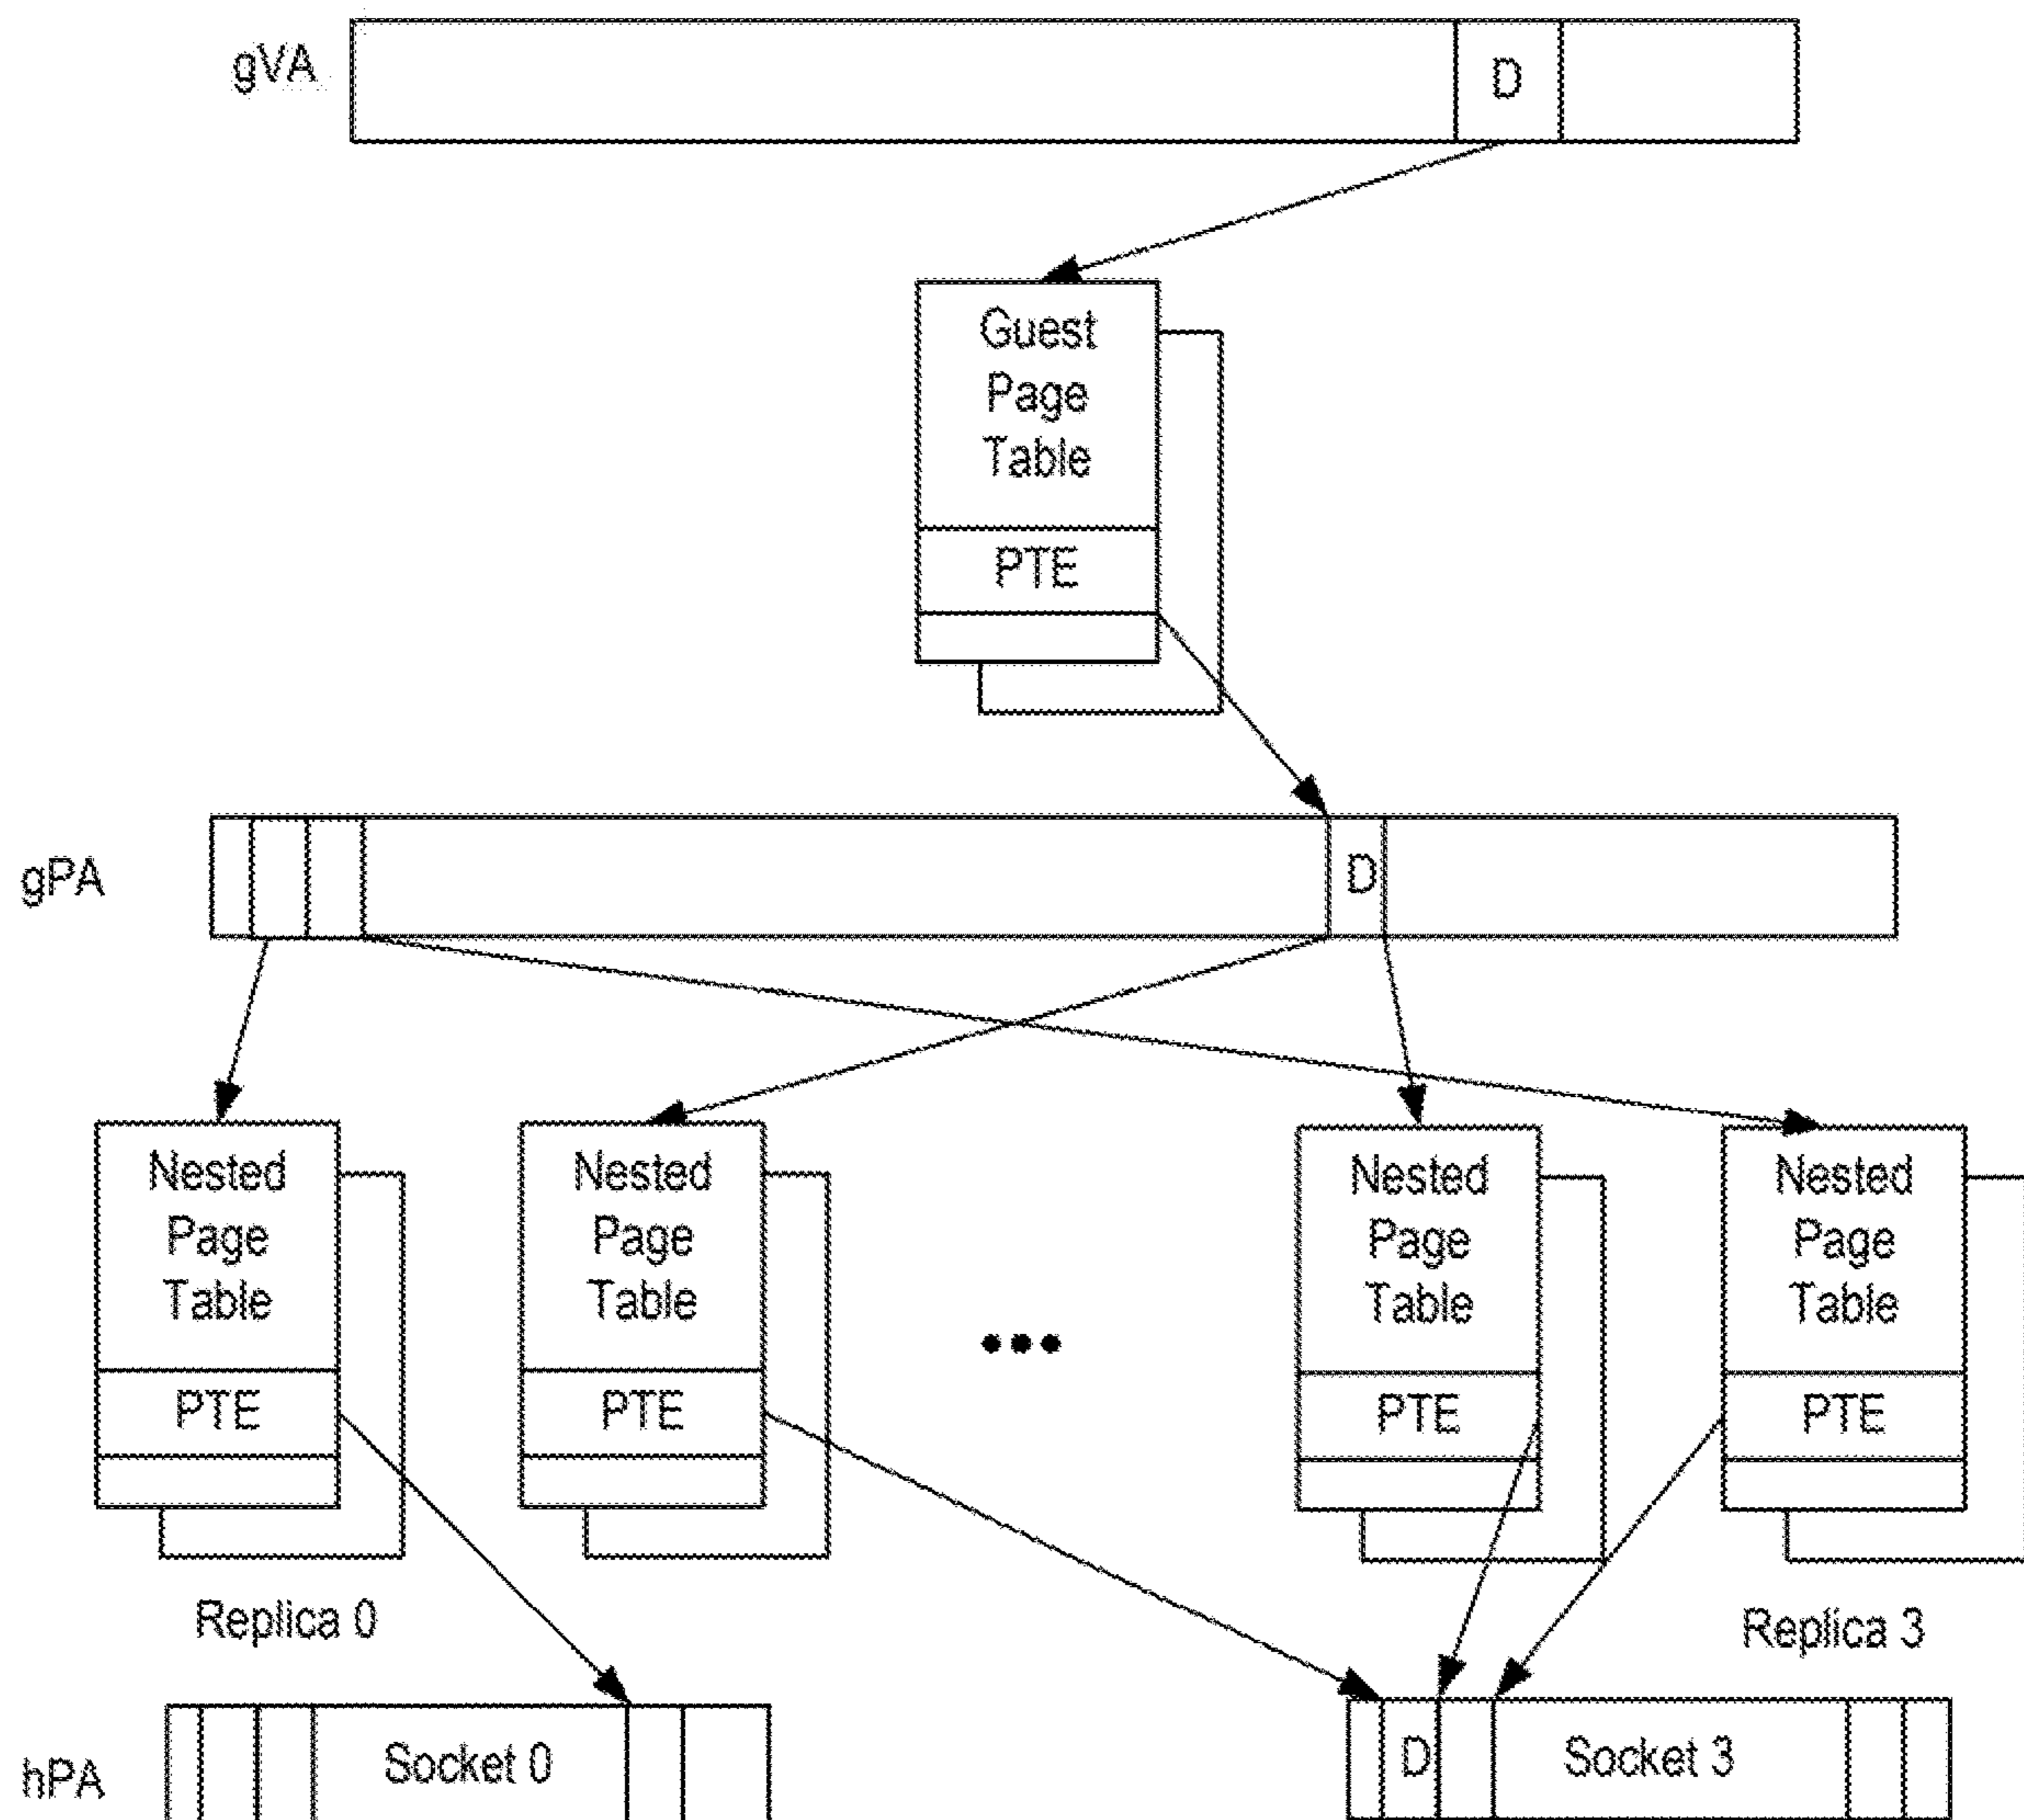 gVA
D
Guest
Page
Table
PTE
gPA
D
Nested
Page
Table
PTE
Nested
Page
Table
PTE
...
Nested
Page
Table
PTE
Nested
Page
Table
PTE
Replica 0
Replica 3
hPA
Socket 0
D
Socket 3